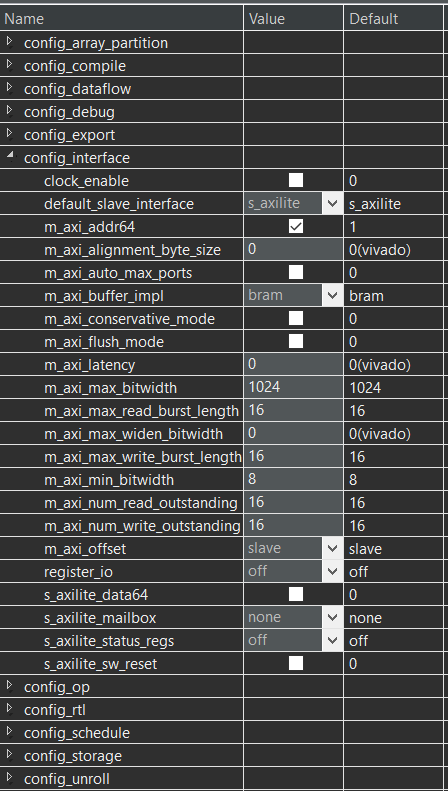 Name Value Default
config_array_partition
config_compile
config_dataflow
config_debug
config_export
config_interface
clock_enable 0
default_slave_interface s_axilite s_axilite
m_axi_addr64 1
m_axi_alignment_byte_size 0 0(vivado)
m_axi_auto_max_ports 0
m_axi_buffer_impl bram bram
m_axi_conservative_mode 0
m_axi_flush_mode 0
m_axi_latency 0 0(vivado)
m_axi_max_bitwidth 1024 1024
m_axi_max_read_burst_length 16 16
m_axi_max_widen_bitwidth 0 0(vivado)
m_axi_max_write_burst_length 16 16
m_axi_min_bitwidth 8 8
m_axi_num_read_outstanding 16 16
m_axi_num_write_outstanding 16 16
m_axi_offset slave slave
register_io off off
s_axilite_data64 0
s_axilite_mailbox none none
s_axilite_status_regs off off
s_axilite_sw_reset 0
config_op
config_rtl
config_schedule
config_storage
config_unroll